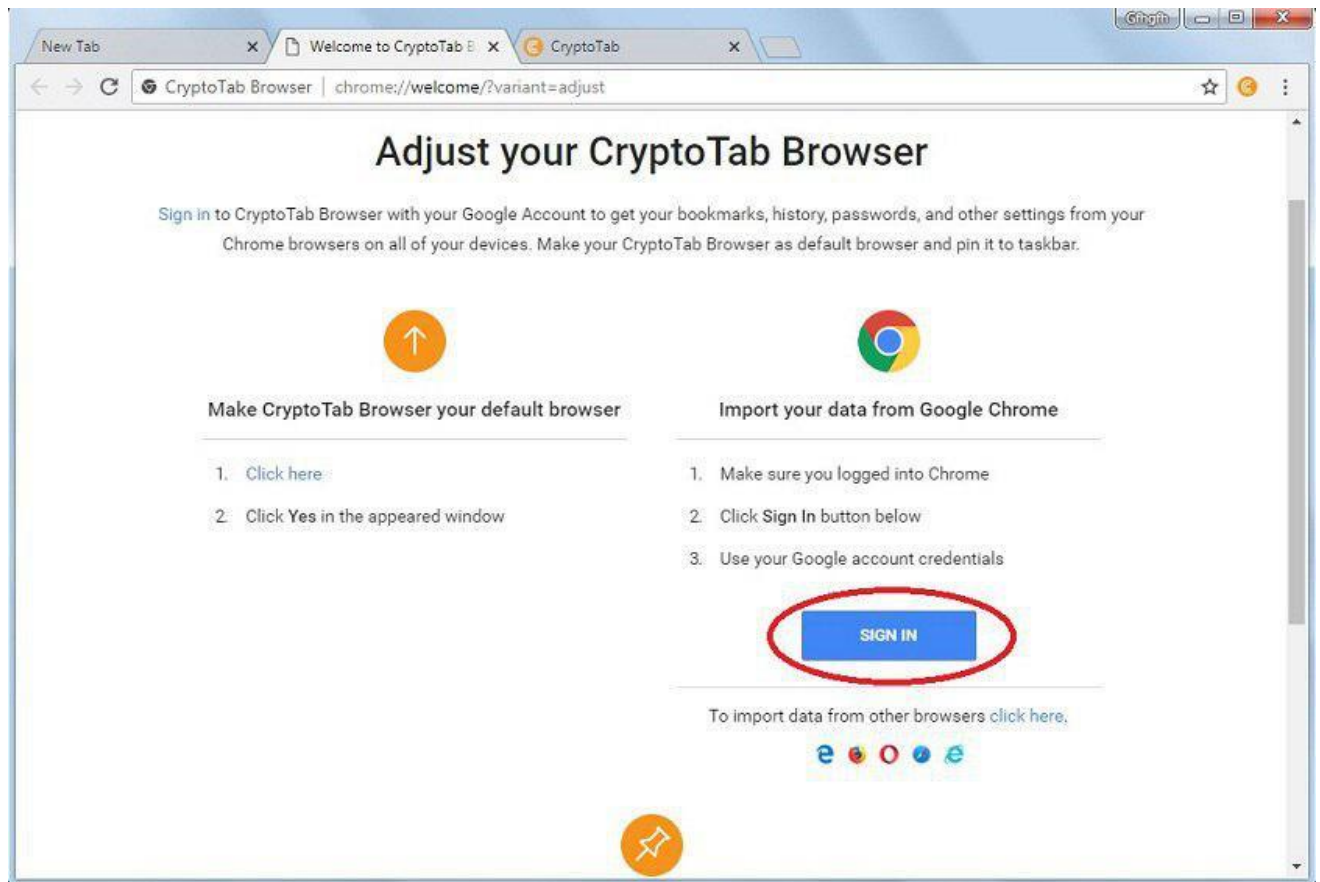 Gfhgfh
New Tab
Welcome to CryptoTab B
CryptoTab
CryptoTab Browser | chrome://welcome/?variant=adjust
Adjust your CryptoTab Browser
Sign in to CryptoTab Browser with your Google Account to get your bookmarks, history, passwords, and other settings from your
Chrome browsers on all of your devices. Make your CryptoTab Browser as default browser and pin it to taskbar.
Make CryptoTab Browser your default browser
1. Click here
2. Click Yes in the appeared window
Import your data from Google Chrome
1. Make sure you logged into Chrome
2. Click Sign In button below
3. Use your Google account credentials
SIGN IN
To import data from other browsers click here.